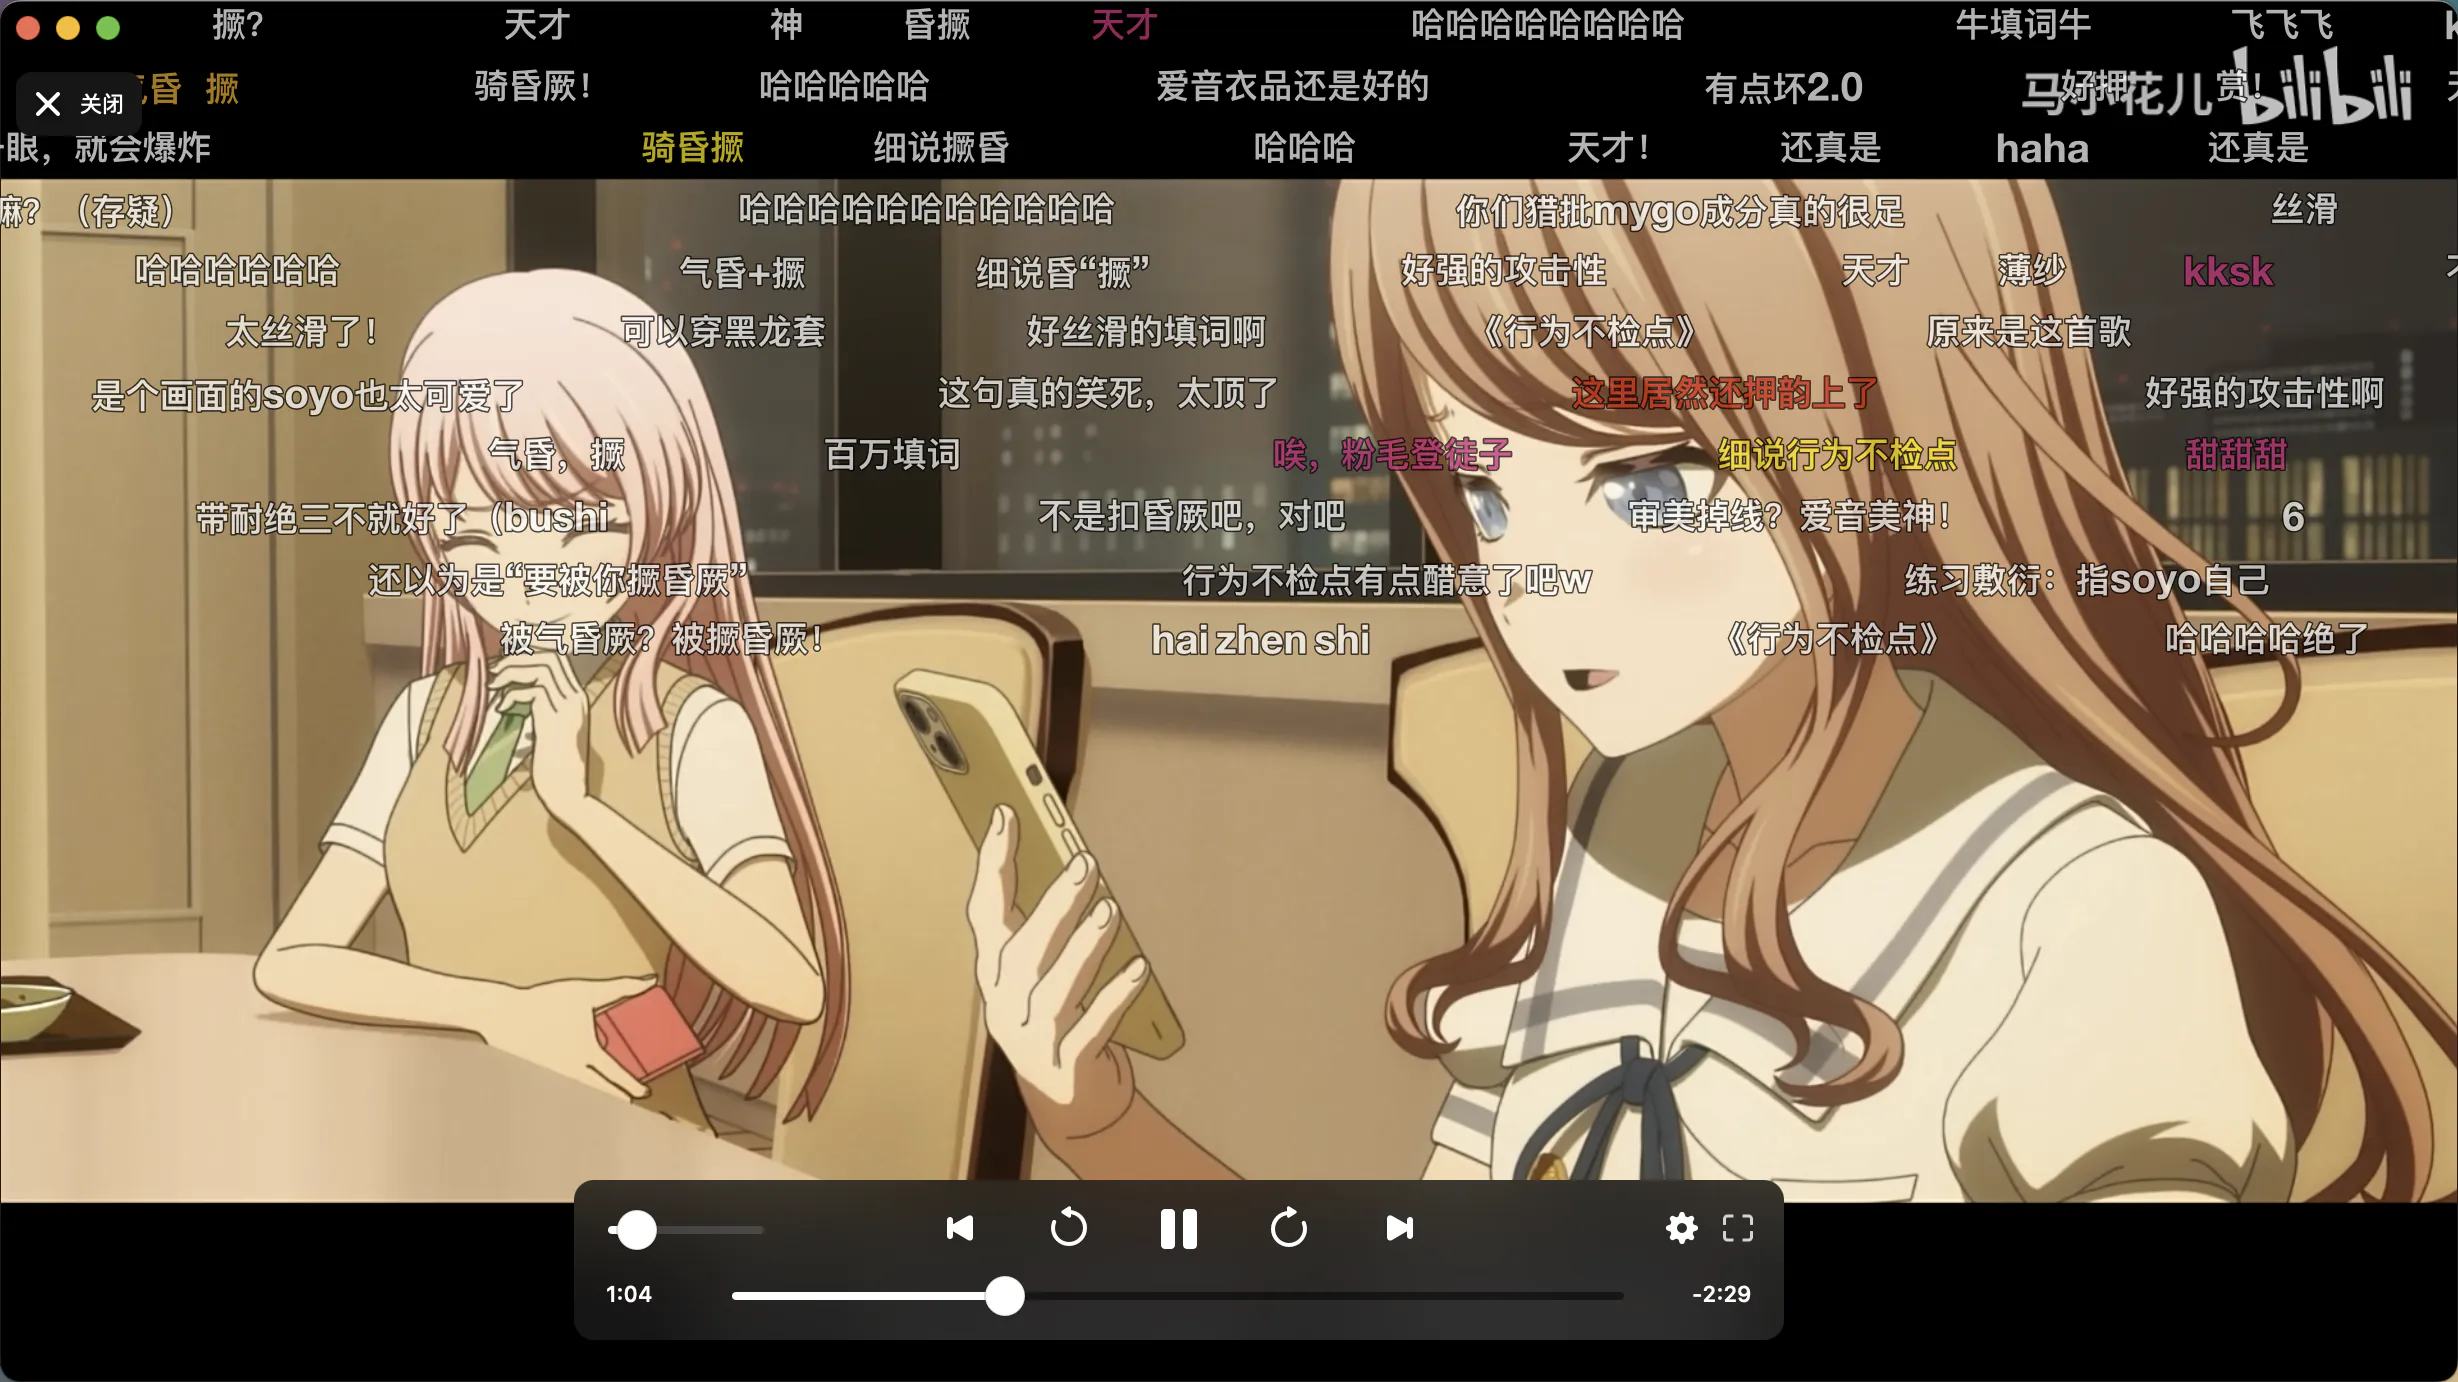 撅？ 天才 神 昏撅 天才 哈哈哈哈哈哈哈哈 牛填词牛 飞飞飞
关闭 昏 撅 骑昏厥！ 哈哈哈哈哈 爱音衣品还是好的 有点坏2.0 马小花儿 bilibili
眼，就会爆炸 骑昏撅 细说撅昏 哈哈哈 天才！ 还真是 haha 还真是
嘛？（存疑） 哈哈哈哈哈哈哈哈哈哈哈 你们猎批mygo成分真的很足 丝滑
哈哈哈哈哈哈 气昏+撅 细说昏“撅” 好强的攻击性 天才 薄纱 kksk
太丝滑了！ 可以穿黑龙套 好丝滑的填词啊 《行为不检点》 原来是这首歌
是个画面的soyo也太可爱了 这句真的笑死，太顶了 这里居然还押韵上了 好强的攻击性啊
气昏，撅 百万填词 唉，粉毛登徒子 细说行为不检点 甜甜甜
带耐绝三不就好了（bushi 不是扣昏厥吧，对吧 审美掉线？爱音美神！ 6
还以为是“要被你撅昏厥” 行为不检点有点醋意了吧w 练习敷衍：指soyo自己
被气昏厥？被撅昏厥！ hai zhen shi 《行为不检点》 哈哈哈哈绝了
1:04 -2:29